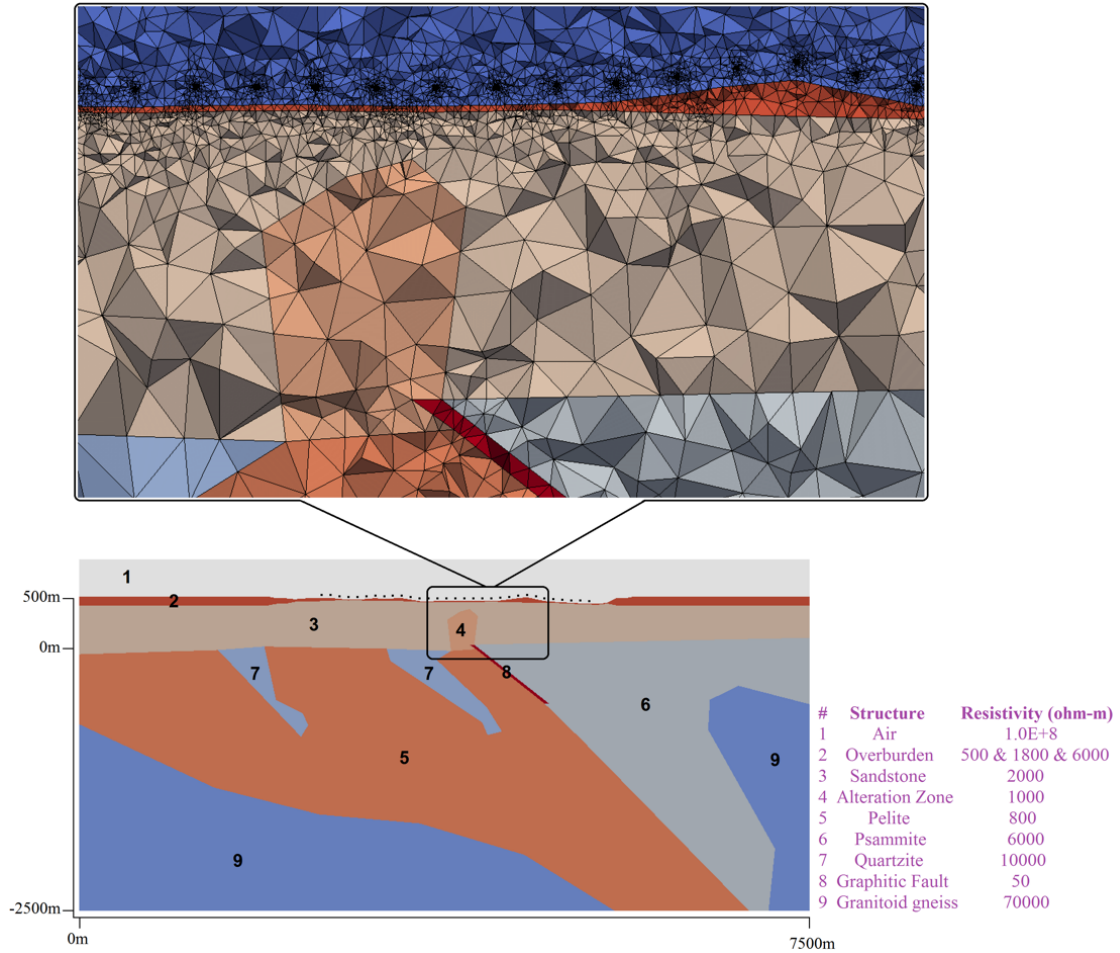 1
500m
2
3
4
0m
7
7
8
6
5
9
9
-2500m
0m
7500m
# Structure Resistivity (ohm-m)
1 Air 1.0E+8
2 Overburden 500 & 1800 & 6000
3 Sandstone 2000
4 Alteration Zone 1000
5 Pelite 800
6 Psammite 6000
7 Quartzite 10000
8 Graphitic Fault 50
9 Granitoid gneiss 70000